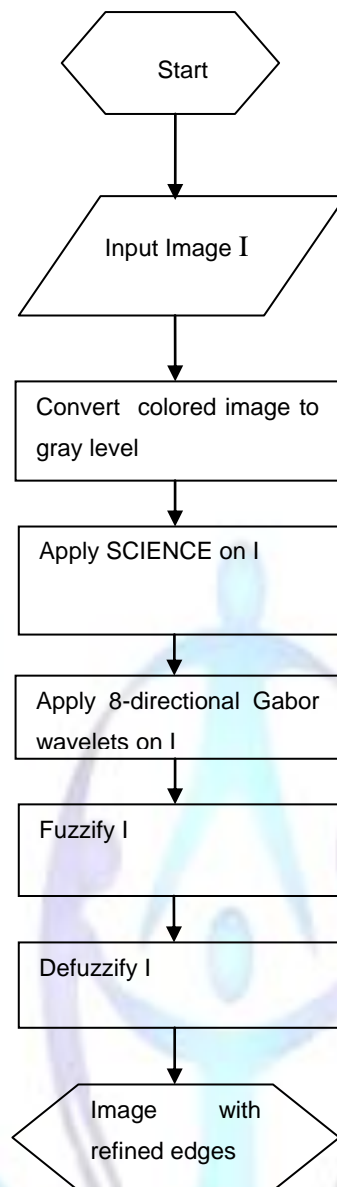 Start
Input Image I
Convert colored image to
gray level
Apply SCIENCE on I
Apply 8-directional Gabor
wavelets on I
Fuzzify I
Defuzzify I
Image with
refined edges